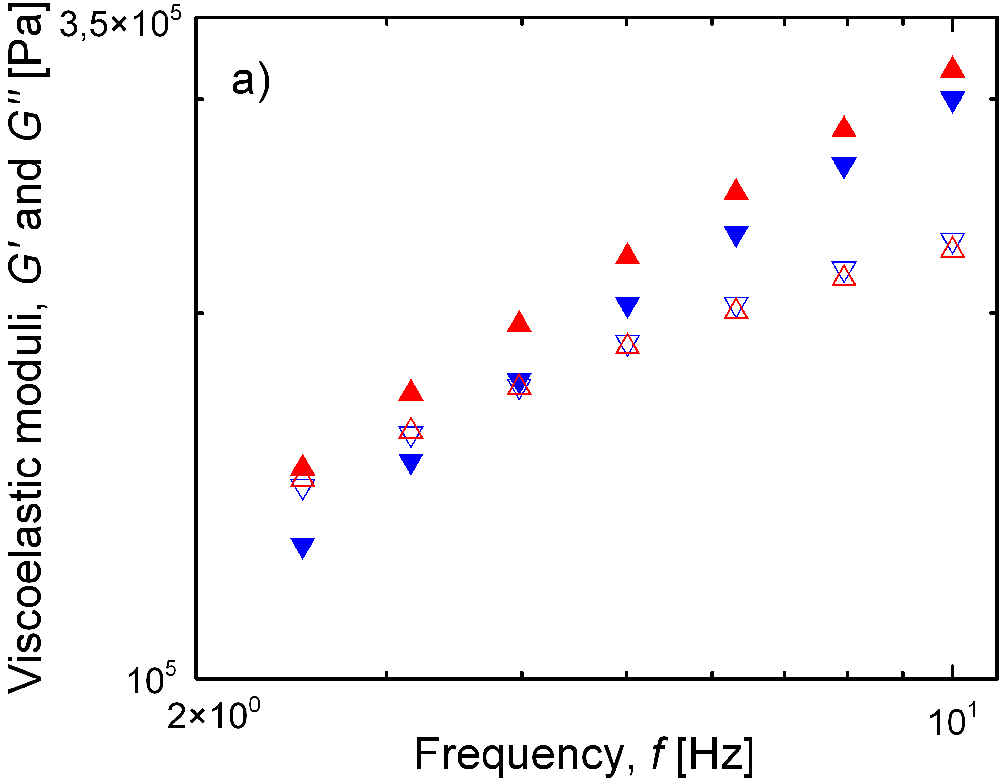 Viscoelastic moduli, G′ and G″ [Pa]
3,5×10⁵
a)
10⁵
2×10⁰
10¹
Frequency, f [Hz]